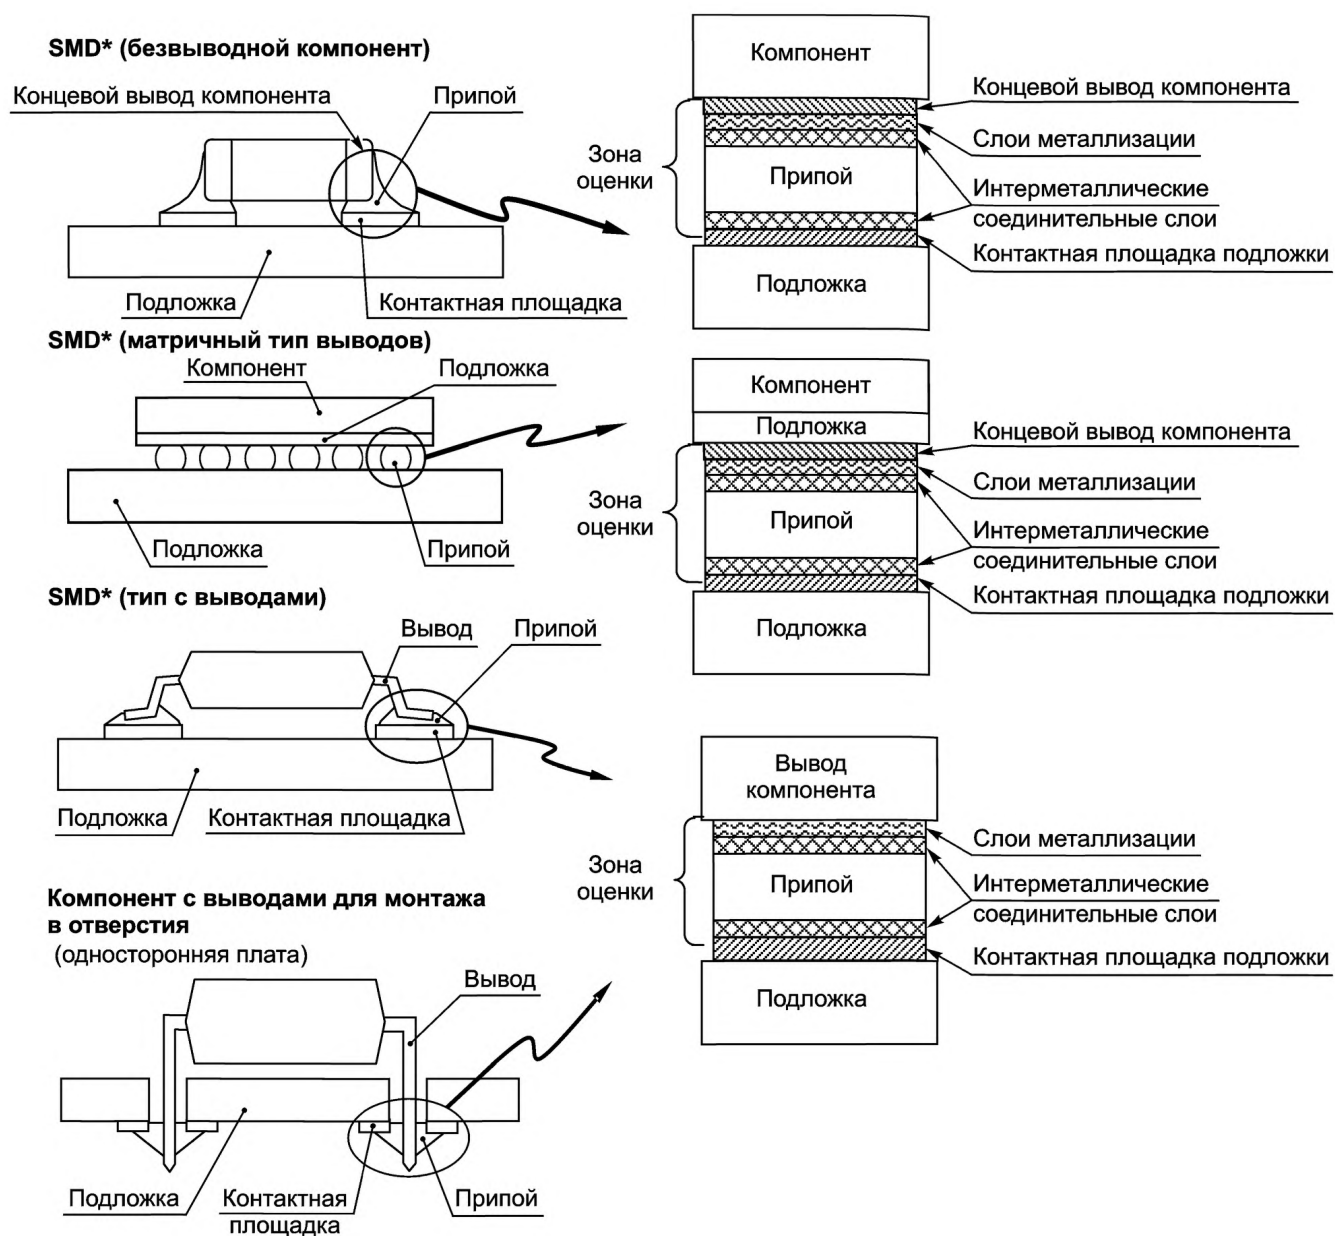 SMD* (безвыводной компонент)
Концевой вывод компонента
Припой
Подложка
Контактная площадка
Компонент
Зона
оценки
Припой
Подложка
Концевой вывод компонента
Слои металлизации
Интерметаллические
соединительные слои
Контактная площадка подложки
SMD* (матричный тип выводов)
Компонент
Подложка
Подложка
Припой
Компонент
Подложка
Зона
оценки
Припой
Подложка
Концевой вывод компонента
Слои металлизации
Интерметаллические
соединительные слои
Контактная площадка подложки
SMD* (тип с выводами)
Вывод
Припой
Подложка
Контактная площадка
Вывод
компонента
Зона
оценки
Припой
Подложка
Слои металлизации
Интерметаллические
соединительные слои
Контактная площадка подложки
Компонент с выводами для монтажа
в отверстия
(односторонняя плата)
Вывод
Подложка
Контактная
площадка
Припой